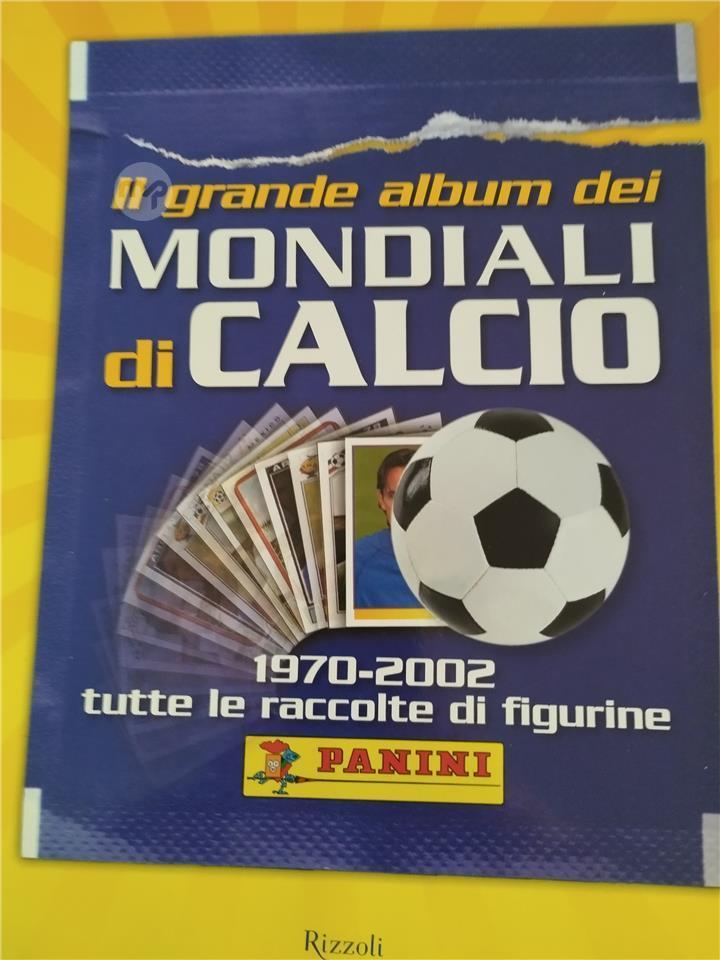 Il grande album dei
MONDIALI
di CALCIO
1970-2002
tutte le raccolte di figurine
PANINI
Rizzoli